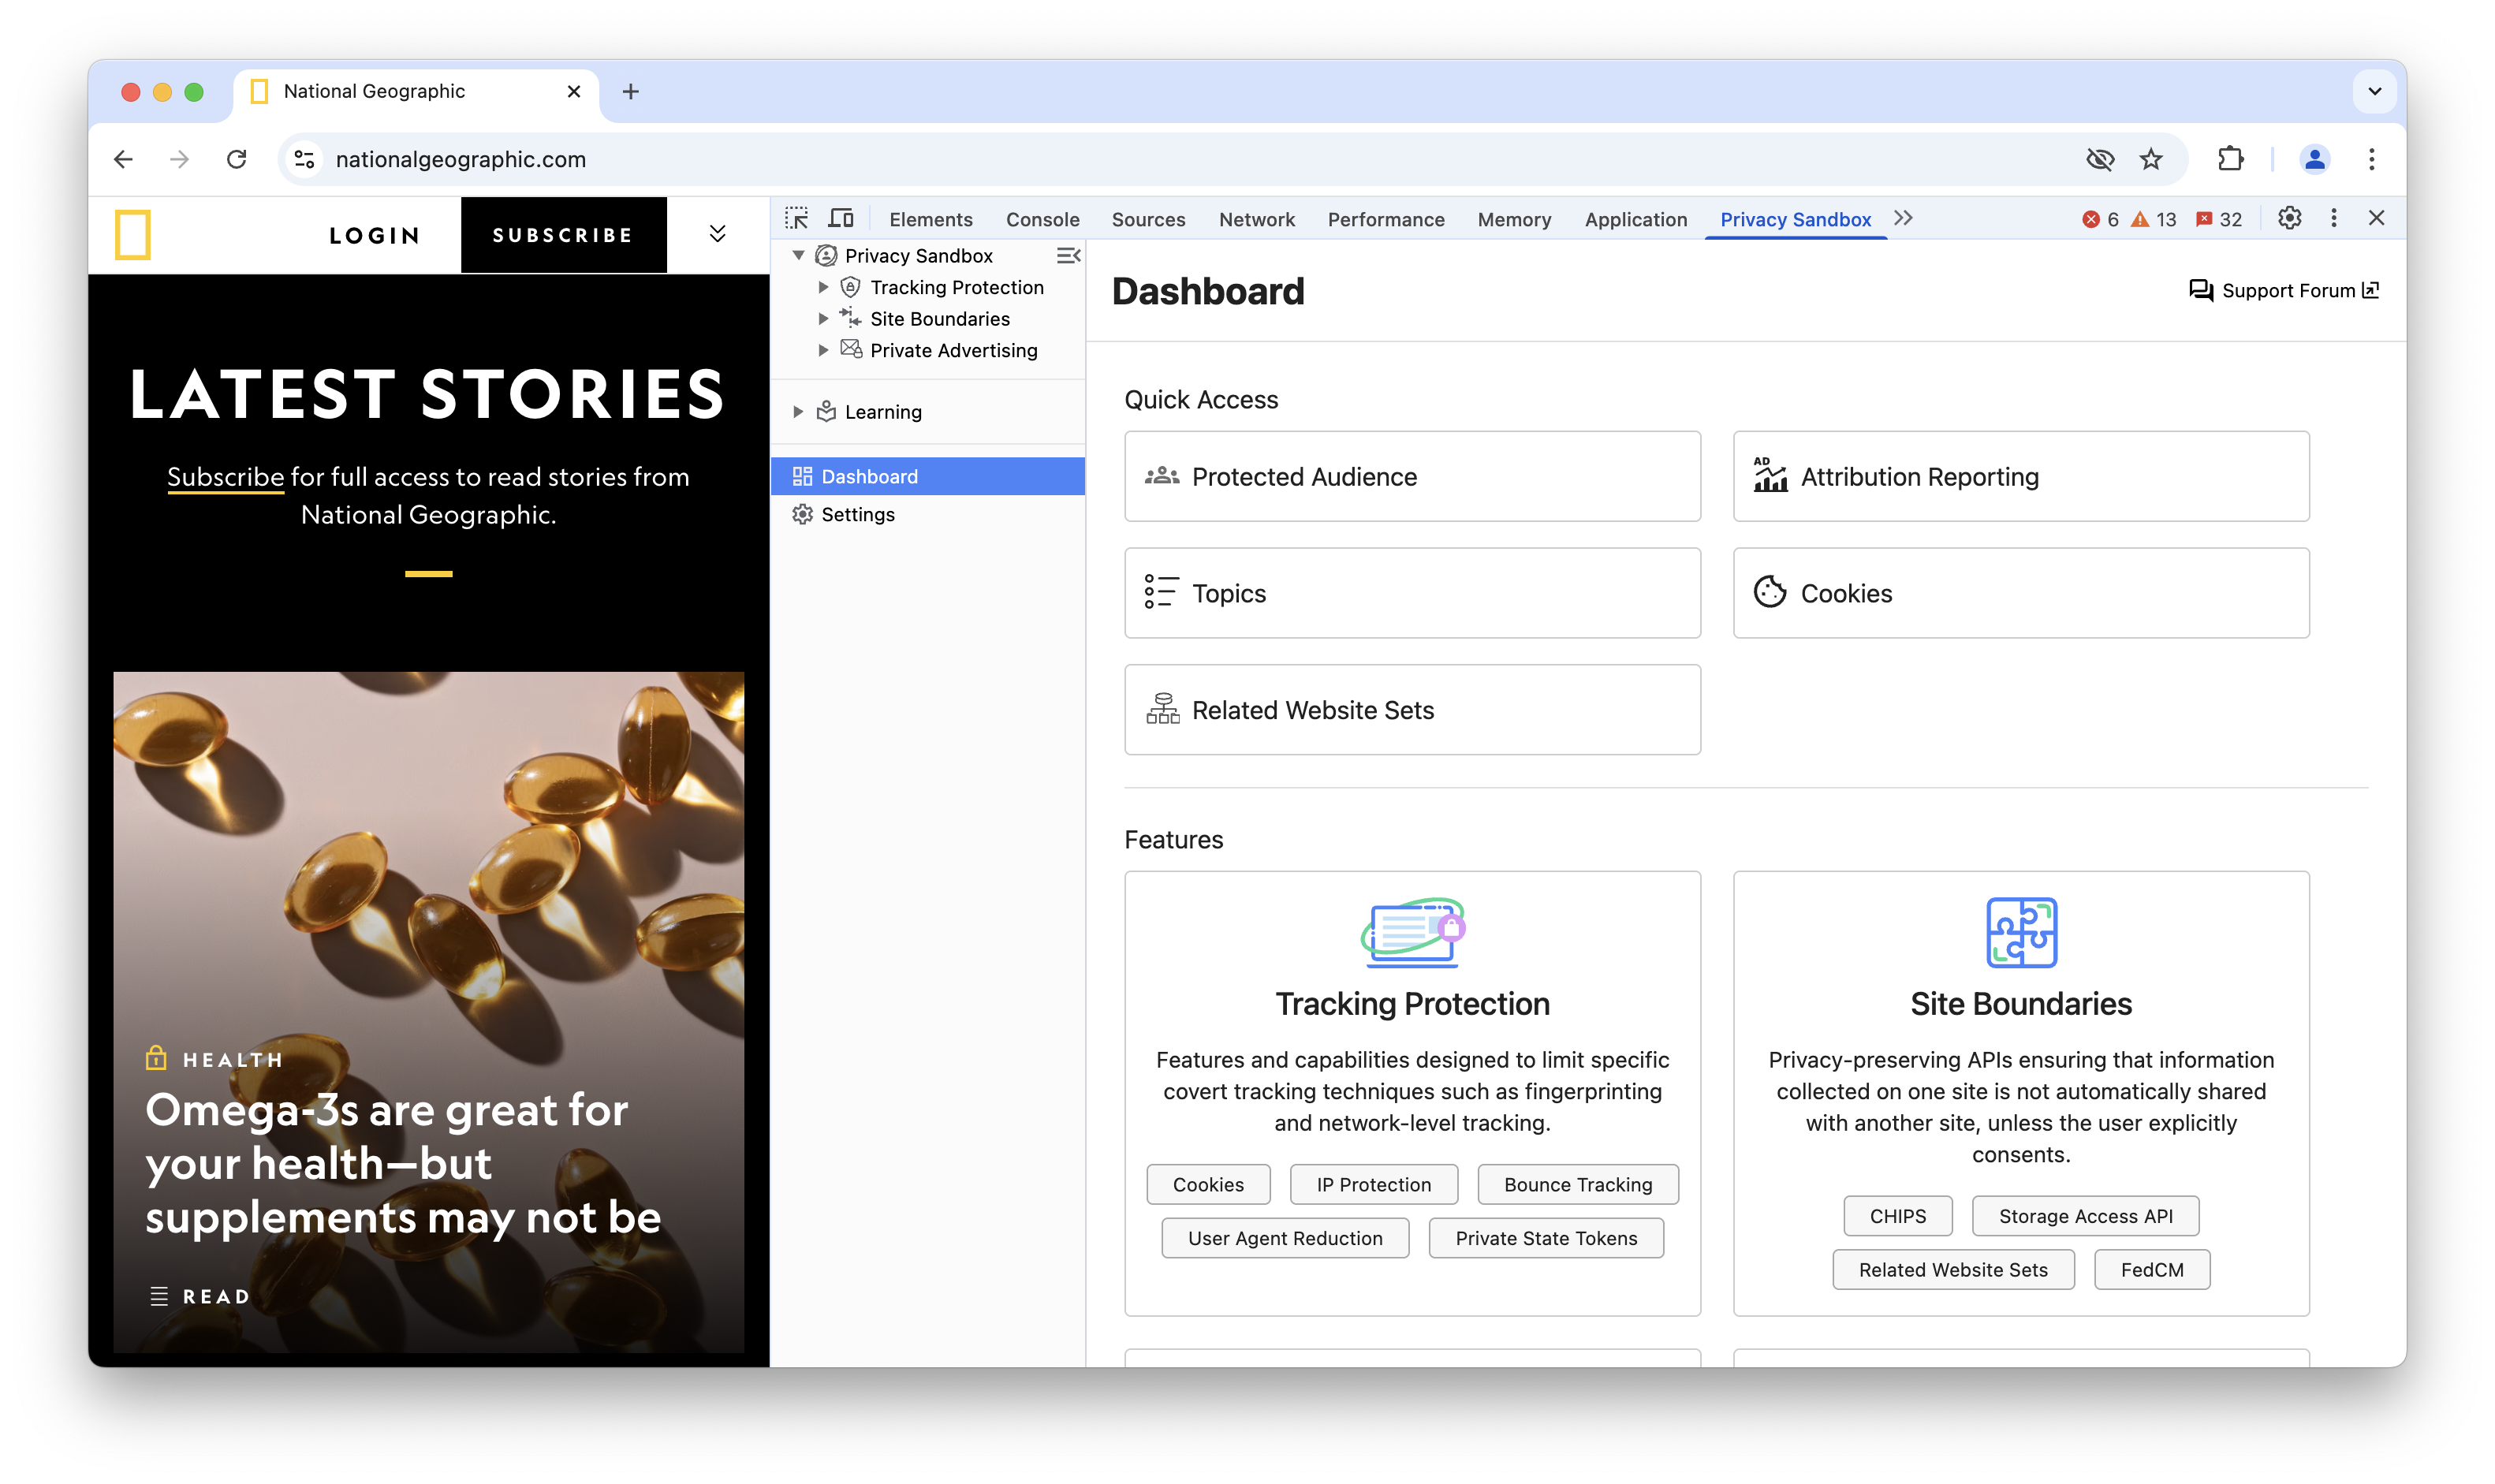 National Geographic
nationalgeographic.com
LOGIN
SUBSCRIBE
LATEST STORIES
Subscribe for full access to read stories from
National Geographic.
HEALTH
Omega-3s are great for
your health—but
supplements may not be
READ
Elements Console Sources Network Performance Memory Application Privacy Sandbox 6 13 32
Privacy Sandbox
Tracking Protection
Site Boundaries
Private Advertising
Learning
Dashboard
Settings
Dashboard
Support Forum
Quick Access
Protected Audience
AD
Attribution Reporting
Topics
Cookies
Related Website Sets
Features
Tracking Protection
Features and capabilities designed to limit specific
covert tracking techniques such as fingerprinting
and network-level tracking.
Cookies IP Protection Bounce Tracking
User Agent Reduction Private State Tokens
Site Boundaries
Privacy-preserving APIs ensuring that information
collected on one site is not automatically shared
with another site, unless the user explicitly
consents.
CHIPS Storage Access API
Related Website Sets FedCM